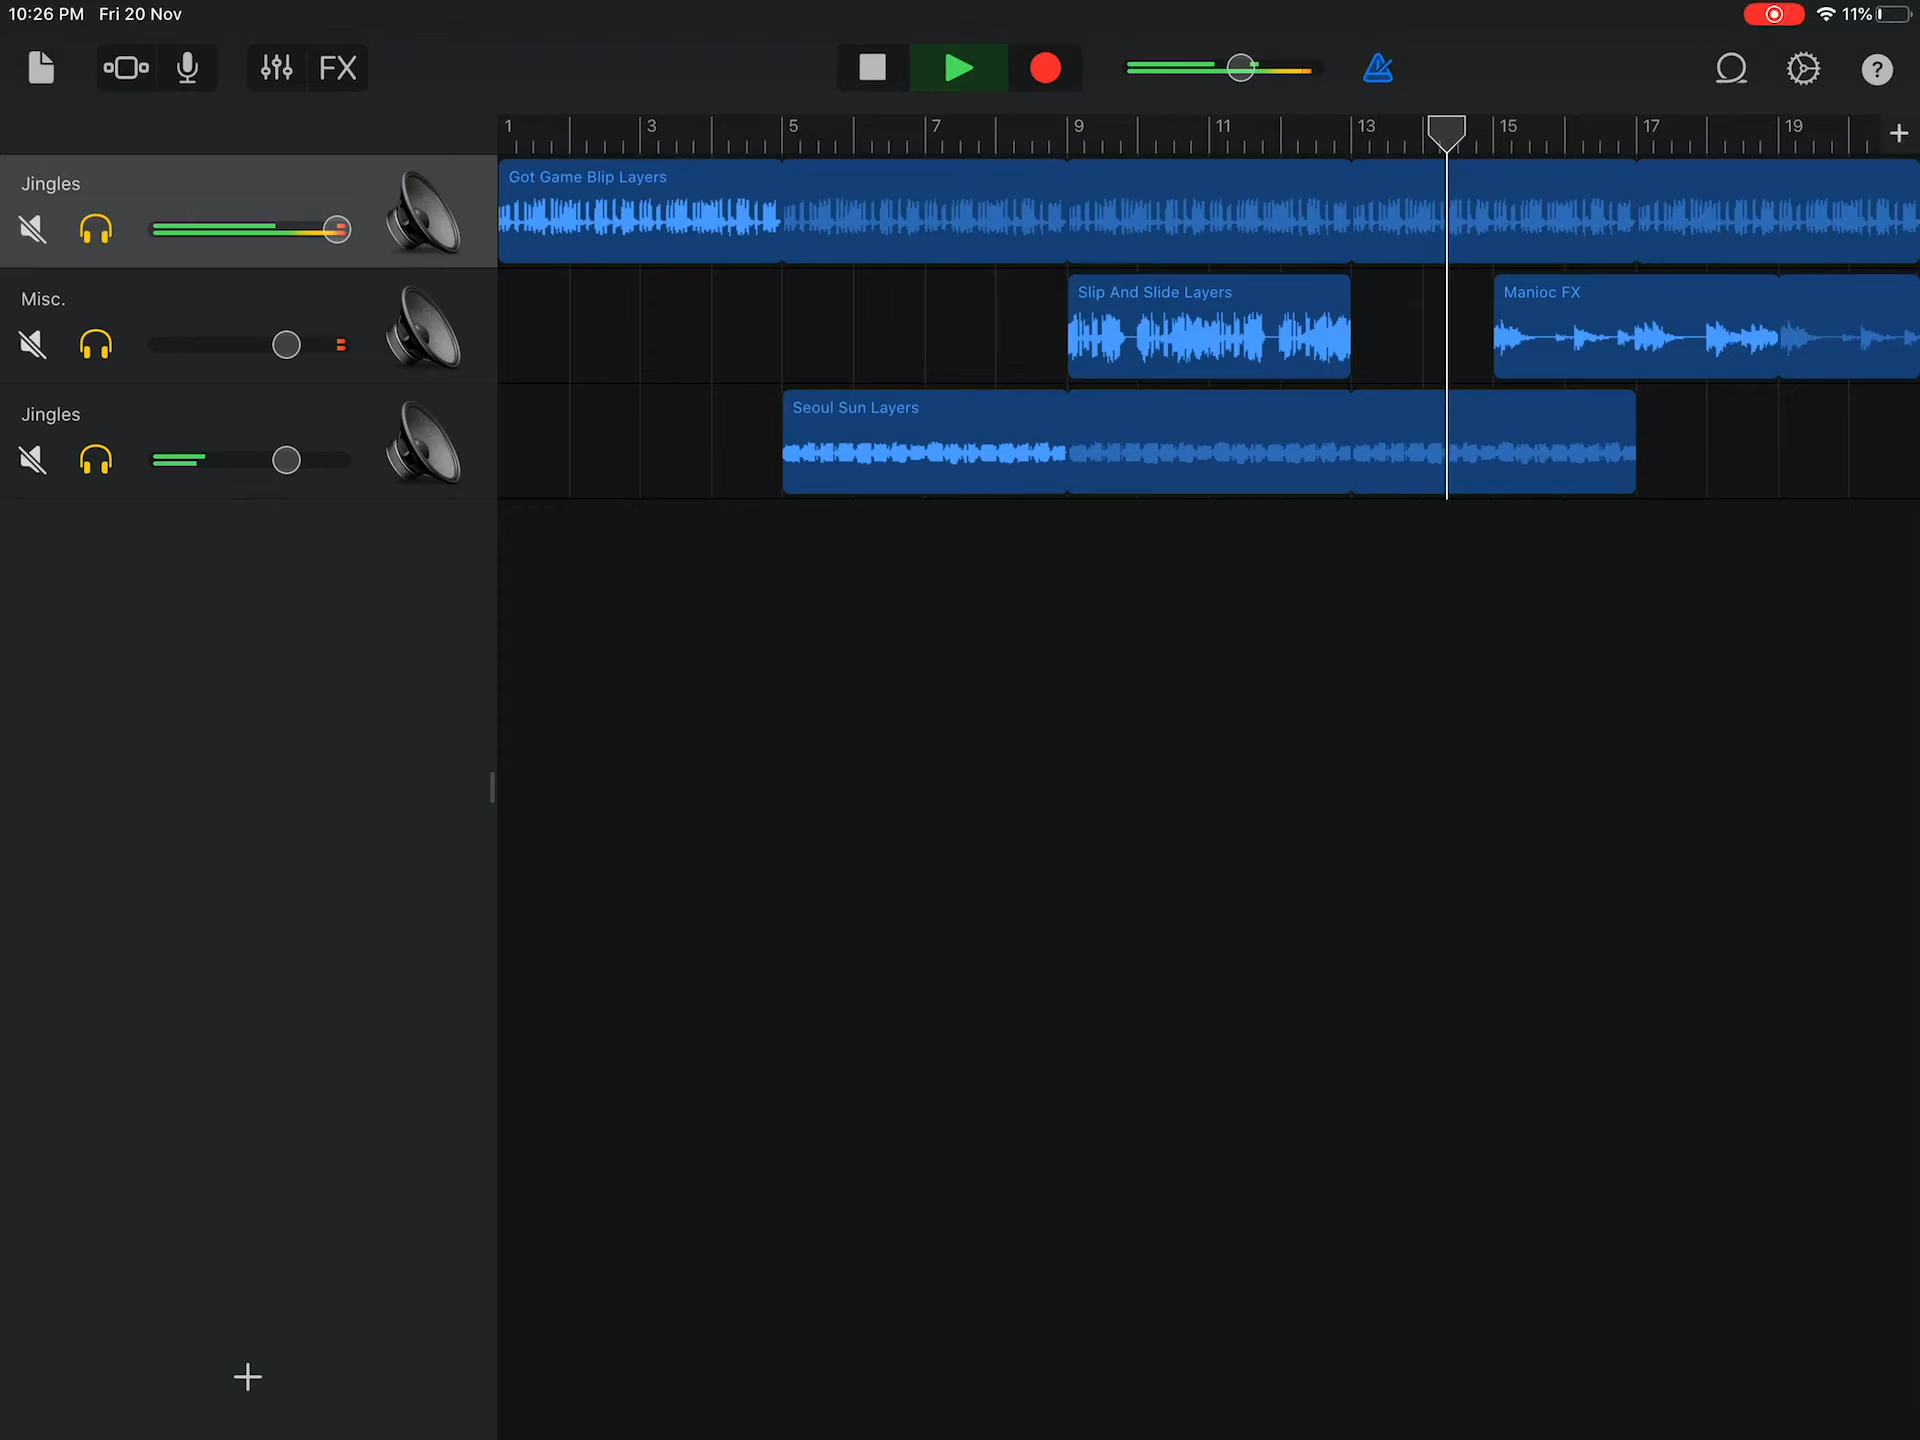 10:26 PM Fri 20 Nov
11%
FX
?
1 3 5 7 9 11 13 15 17 19
Jingles
Got Game Blip Layers
Misc.
Slip And Slide Layers
Manioc FX
Jingles
Seoul Sun Layers